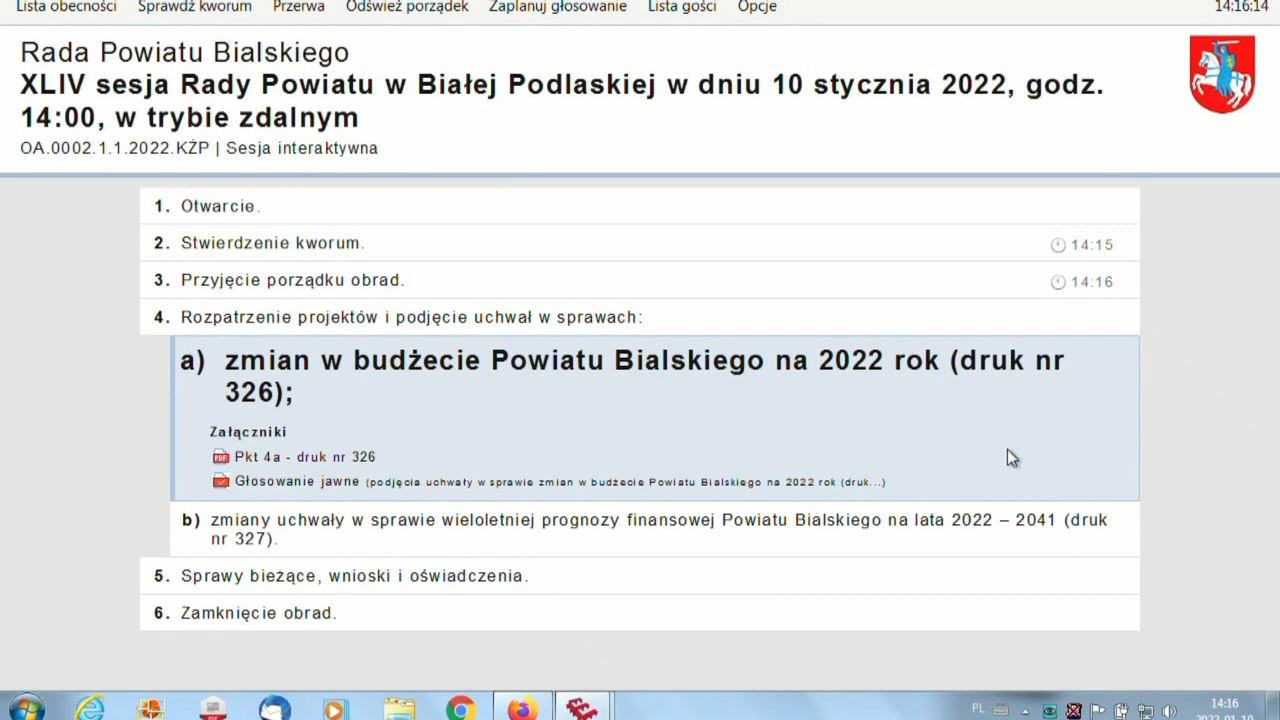 Lista obecności Sprawdź kworum Przerwa Odśwież porządek Zaplanuj głosowanie Lista gości Opcje 14:16:14
Rada Powiatu Bialskiego
XLIV sesja Rady Powiatu w Białej Podlaskiej w dniu 10 stycznia 2022, godz.
14:00, w trybie zdalnym
OA.0002.1.1.2022.KŻP | Sesja interaktywna
1. Otwarcie.
2. Stwierdzenie kworum. 14:15
3. Przyjęcie porządku obrad. 14:16
4. Rozpatrzenie projektów i podjęcie uchwał w sprawach:
a) zmian w budżecie Powiatu Bialskiego na 2022 rok (druk nr
326);
Załączniki
Pkt 4a - druk nr 326
Głosowanie jawne (podjęcia uchwały w sprawie zmian w budżecie Powiatu Bialskiego na 2022 rok (druk...)
b) zmiany uchwały w sprawie wieloletniej prognozy finansowej Powiatu Bialskiego na lata 2022 – 2041 (druk
nr 327).
5. Sprawy bieżące, wnioski i oświadczenia.
6. Zamknięcie obrad.
PL 14:16
2022-01-10